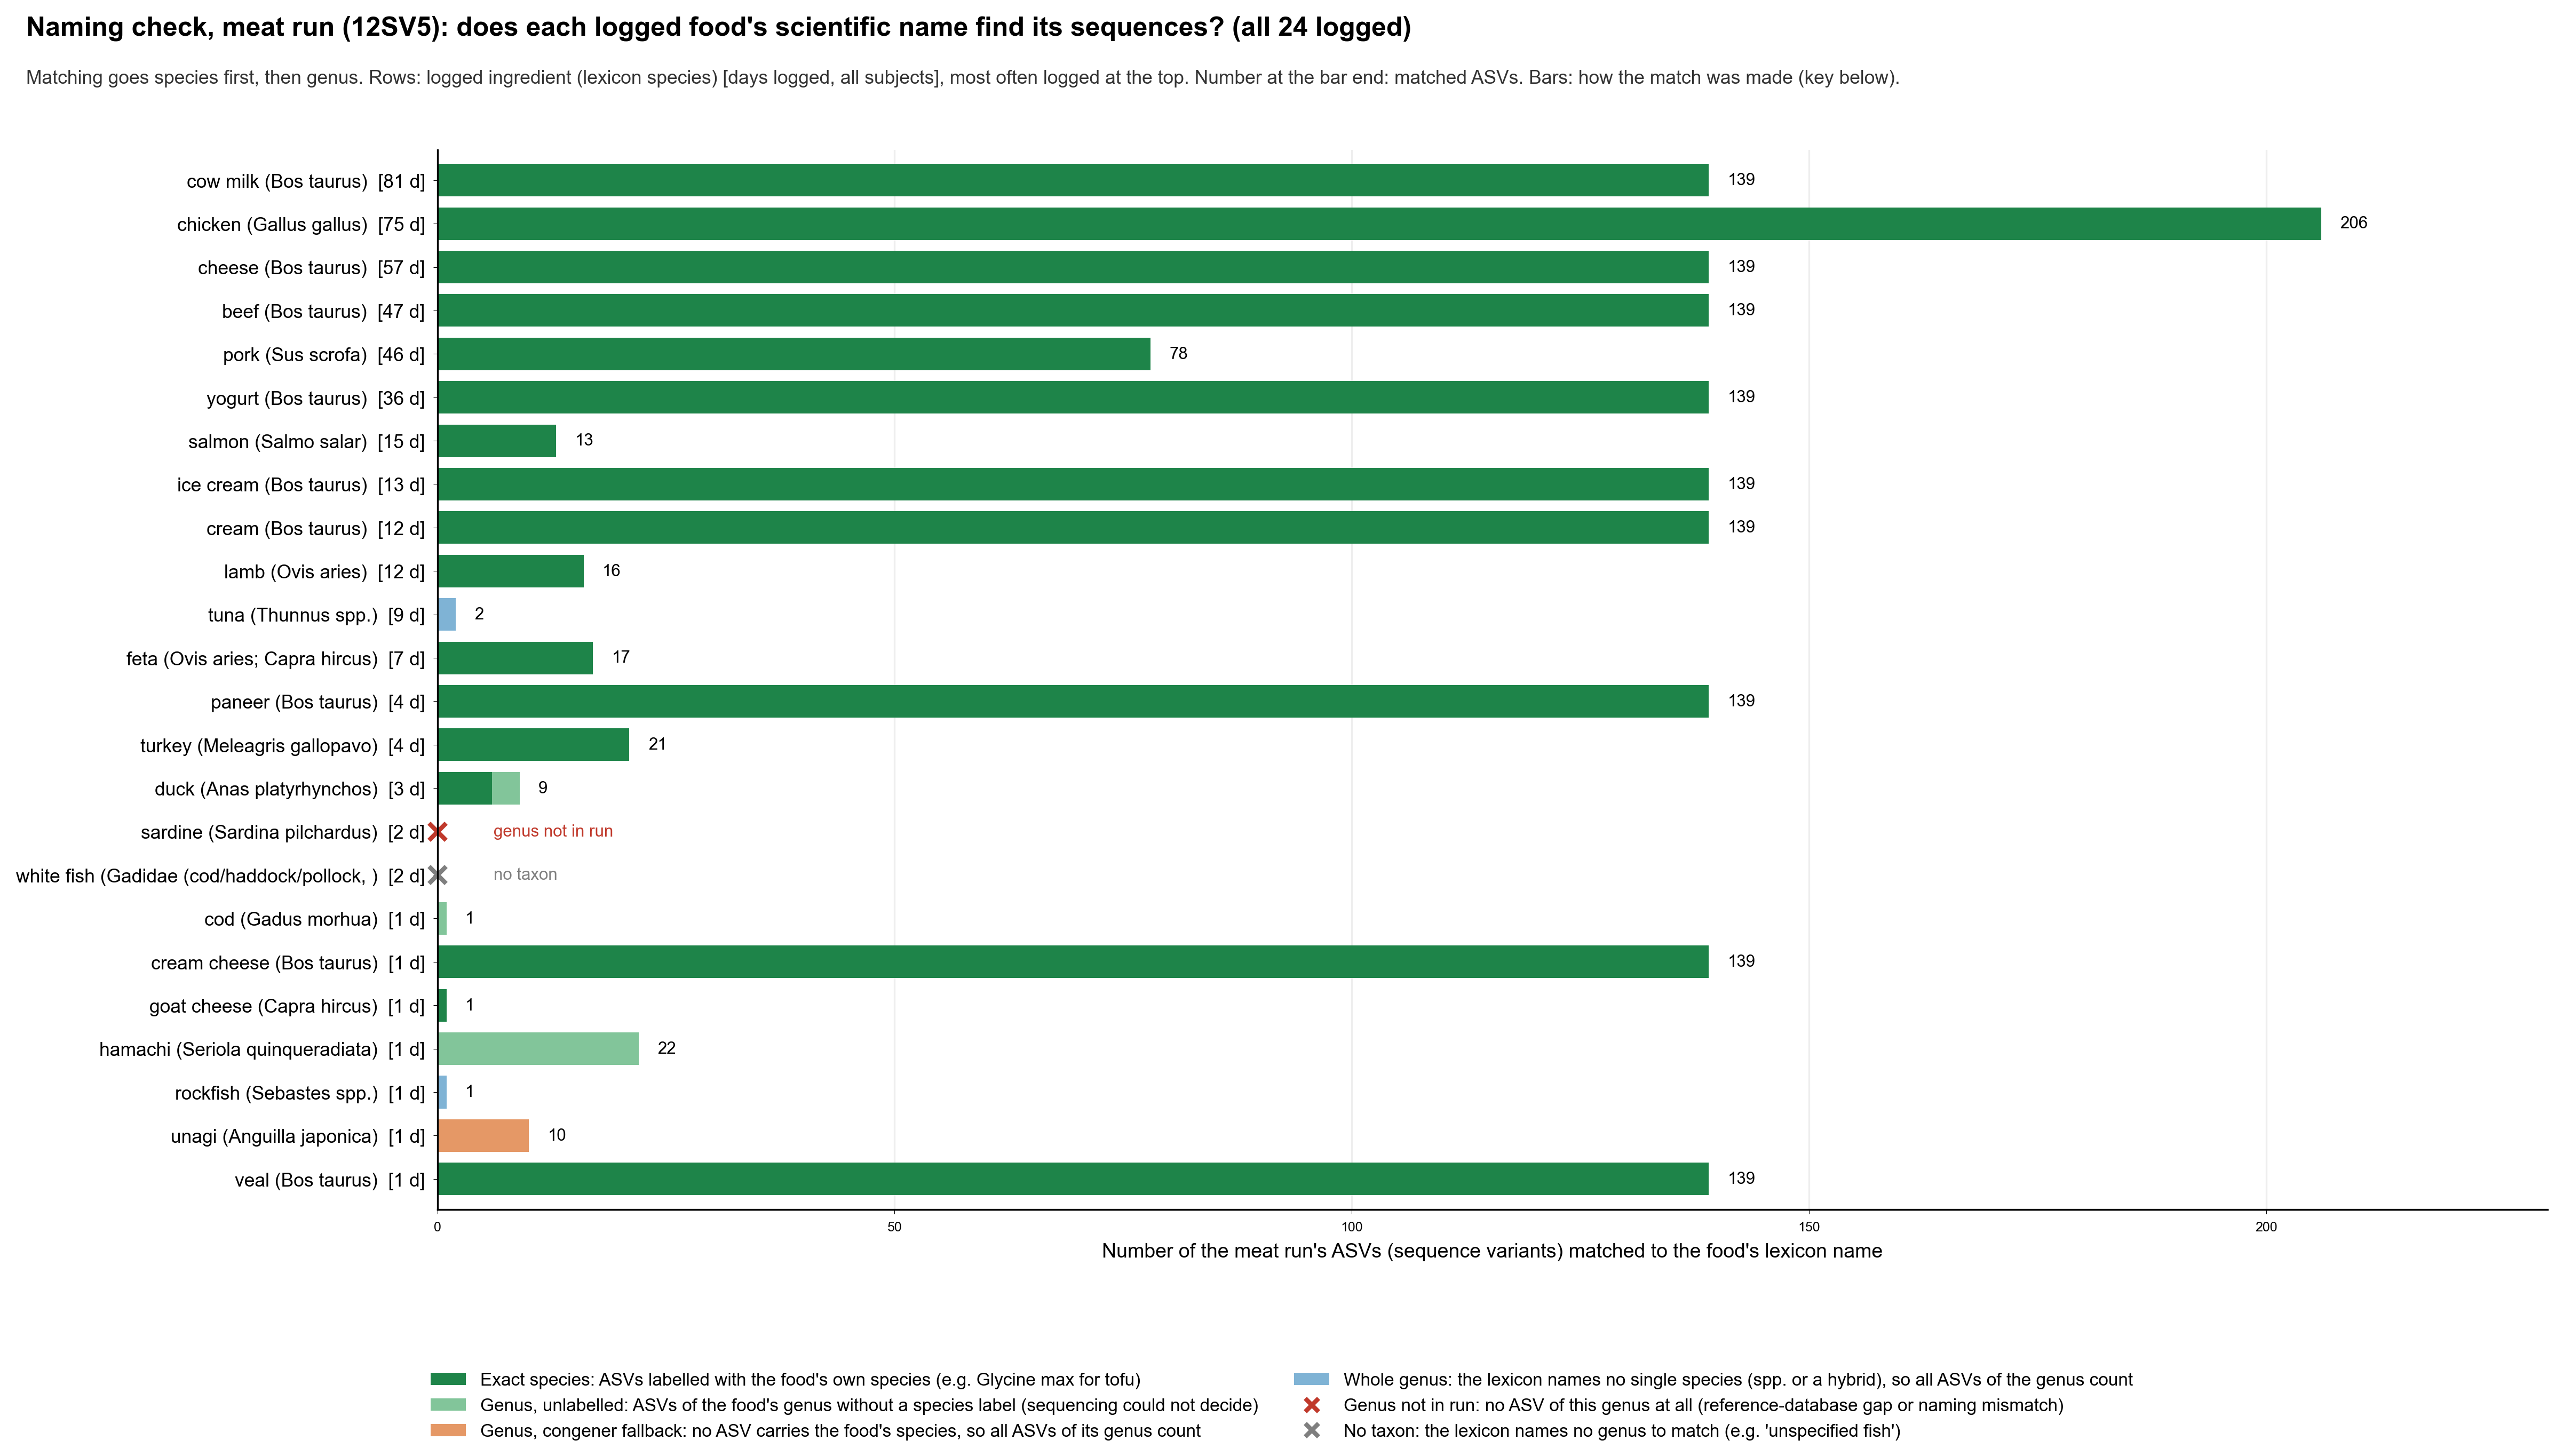 Naming check, meat run (12SV5): does each logged food's scientific name find its sequences? (all 24 logged)
Matching goes species first, then genus. Rows: logged ingredient (lexicon species) [days logged, all subjects], most often logged at the top. Number at the bar end: matched ASVs. Bars: how the match was made (key below).
cow milk (Bos taurus) [81 d] 139
chicken (Gallus gallus) [75 d] 206
cheese (Bos taurus) [57 d] 139
beef (Bos taurus) [47 d] 139
pork (Sus scrofa) [46 d] 78
yogurt (Bos taurus) [36 d] 139
salmon (Salmo salar) [15 d] 13
ice cream (Bos taurus) [13 d] 139
cream (Bos taurus) [12 d] 139
lamb (Ovis aries) [12 d] 16
tuna (Thunnus spp.) [9 d] 2
feta (Ovis aries; Capra hircus) [7 d] 17
paneer (Bos taurus) [4 d] 139
turkey (Meleagris gallopavo) [4 d] 21
duck (Anas platyrhynchos) [3 d] 9
sardine (Sardina pilchardus) [2 d] genus not in run
white fish (Gadidae (cod/haddock/pollock, ) [2 d] no taxon
cod (Gadus morhua) [1 d] 1
cream cheese (Bos taurus) [1 d] 139
goat cheese (Capra hircus) [1 d] 1
hamachi (Seriola quinqueradiata) [1 d] 22
rockfish (Sebastes spp.) [1 d] 1
unagi (Anguilla japonica) [1 d] 10
veal (Bos taurus) [1 d] 139
0 50 100 150 200
Number of the meat run's ASVs (sequence variants) matched to the food's lexicon name
Exact species: ASVs labelled with the food's own species (e.g. Glycine max for tofu)
Genus, unlabelled: ASVs of the food's genus without a species label (sequencing could not decide)
Genus, congener fallback: no ASV carries the food's species, so all ASVs of its genus count
Whole genus: the lexicon names no single species (spp. or a hybrid), so all ASVs of the genus count
Genus not in run: no ASV of this genus at all (reference-database gap or naming mismatch)
No taxon: the lexicon names no genus to match (e.g. 'unspecified fish')